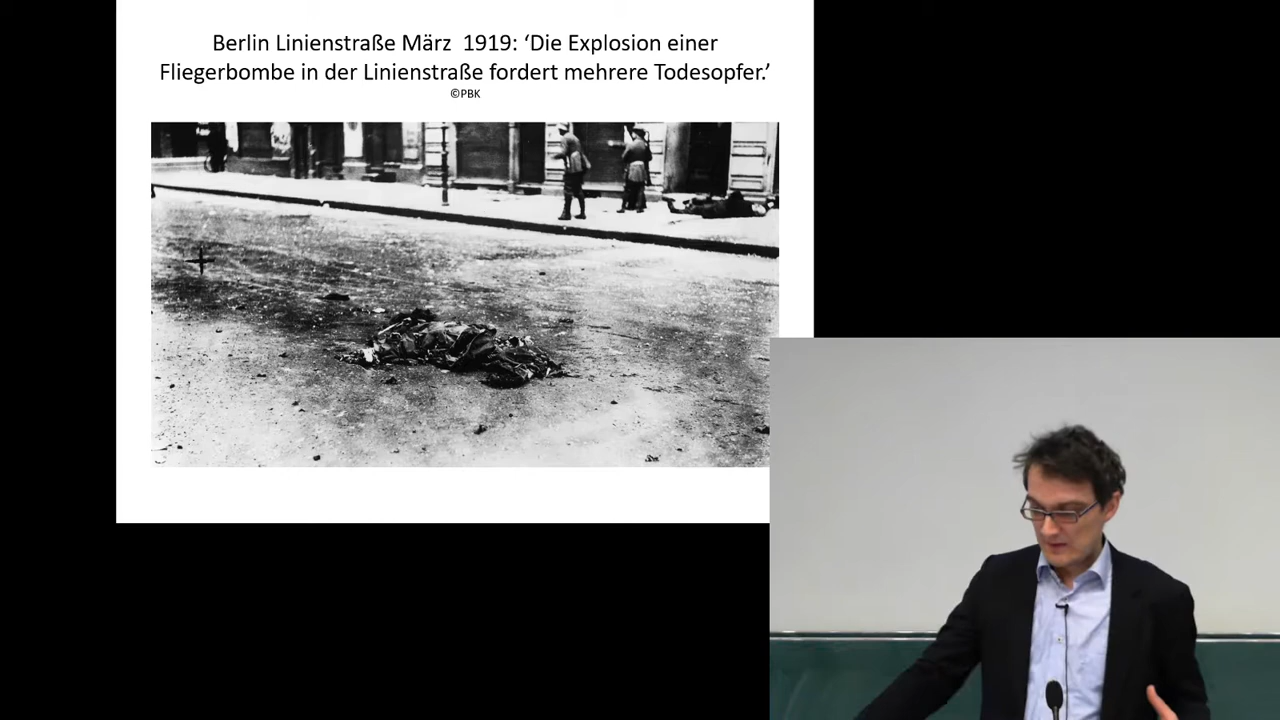 Berlin Linienstraße März 1919: ‘Die Explosion einer
Fliegerbombe in der Linienstraße fordert mehrere Todesopfer.’
©PBK